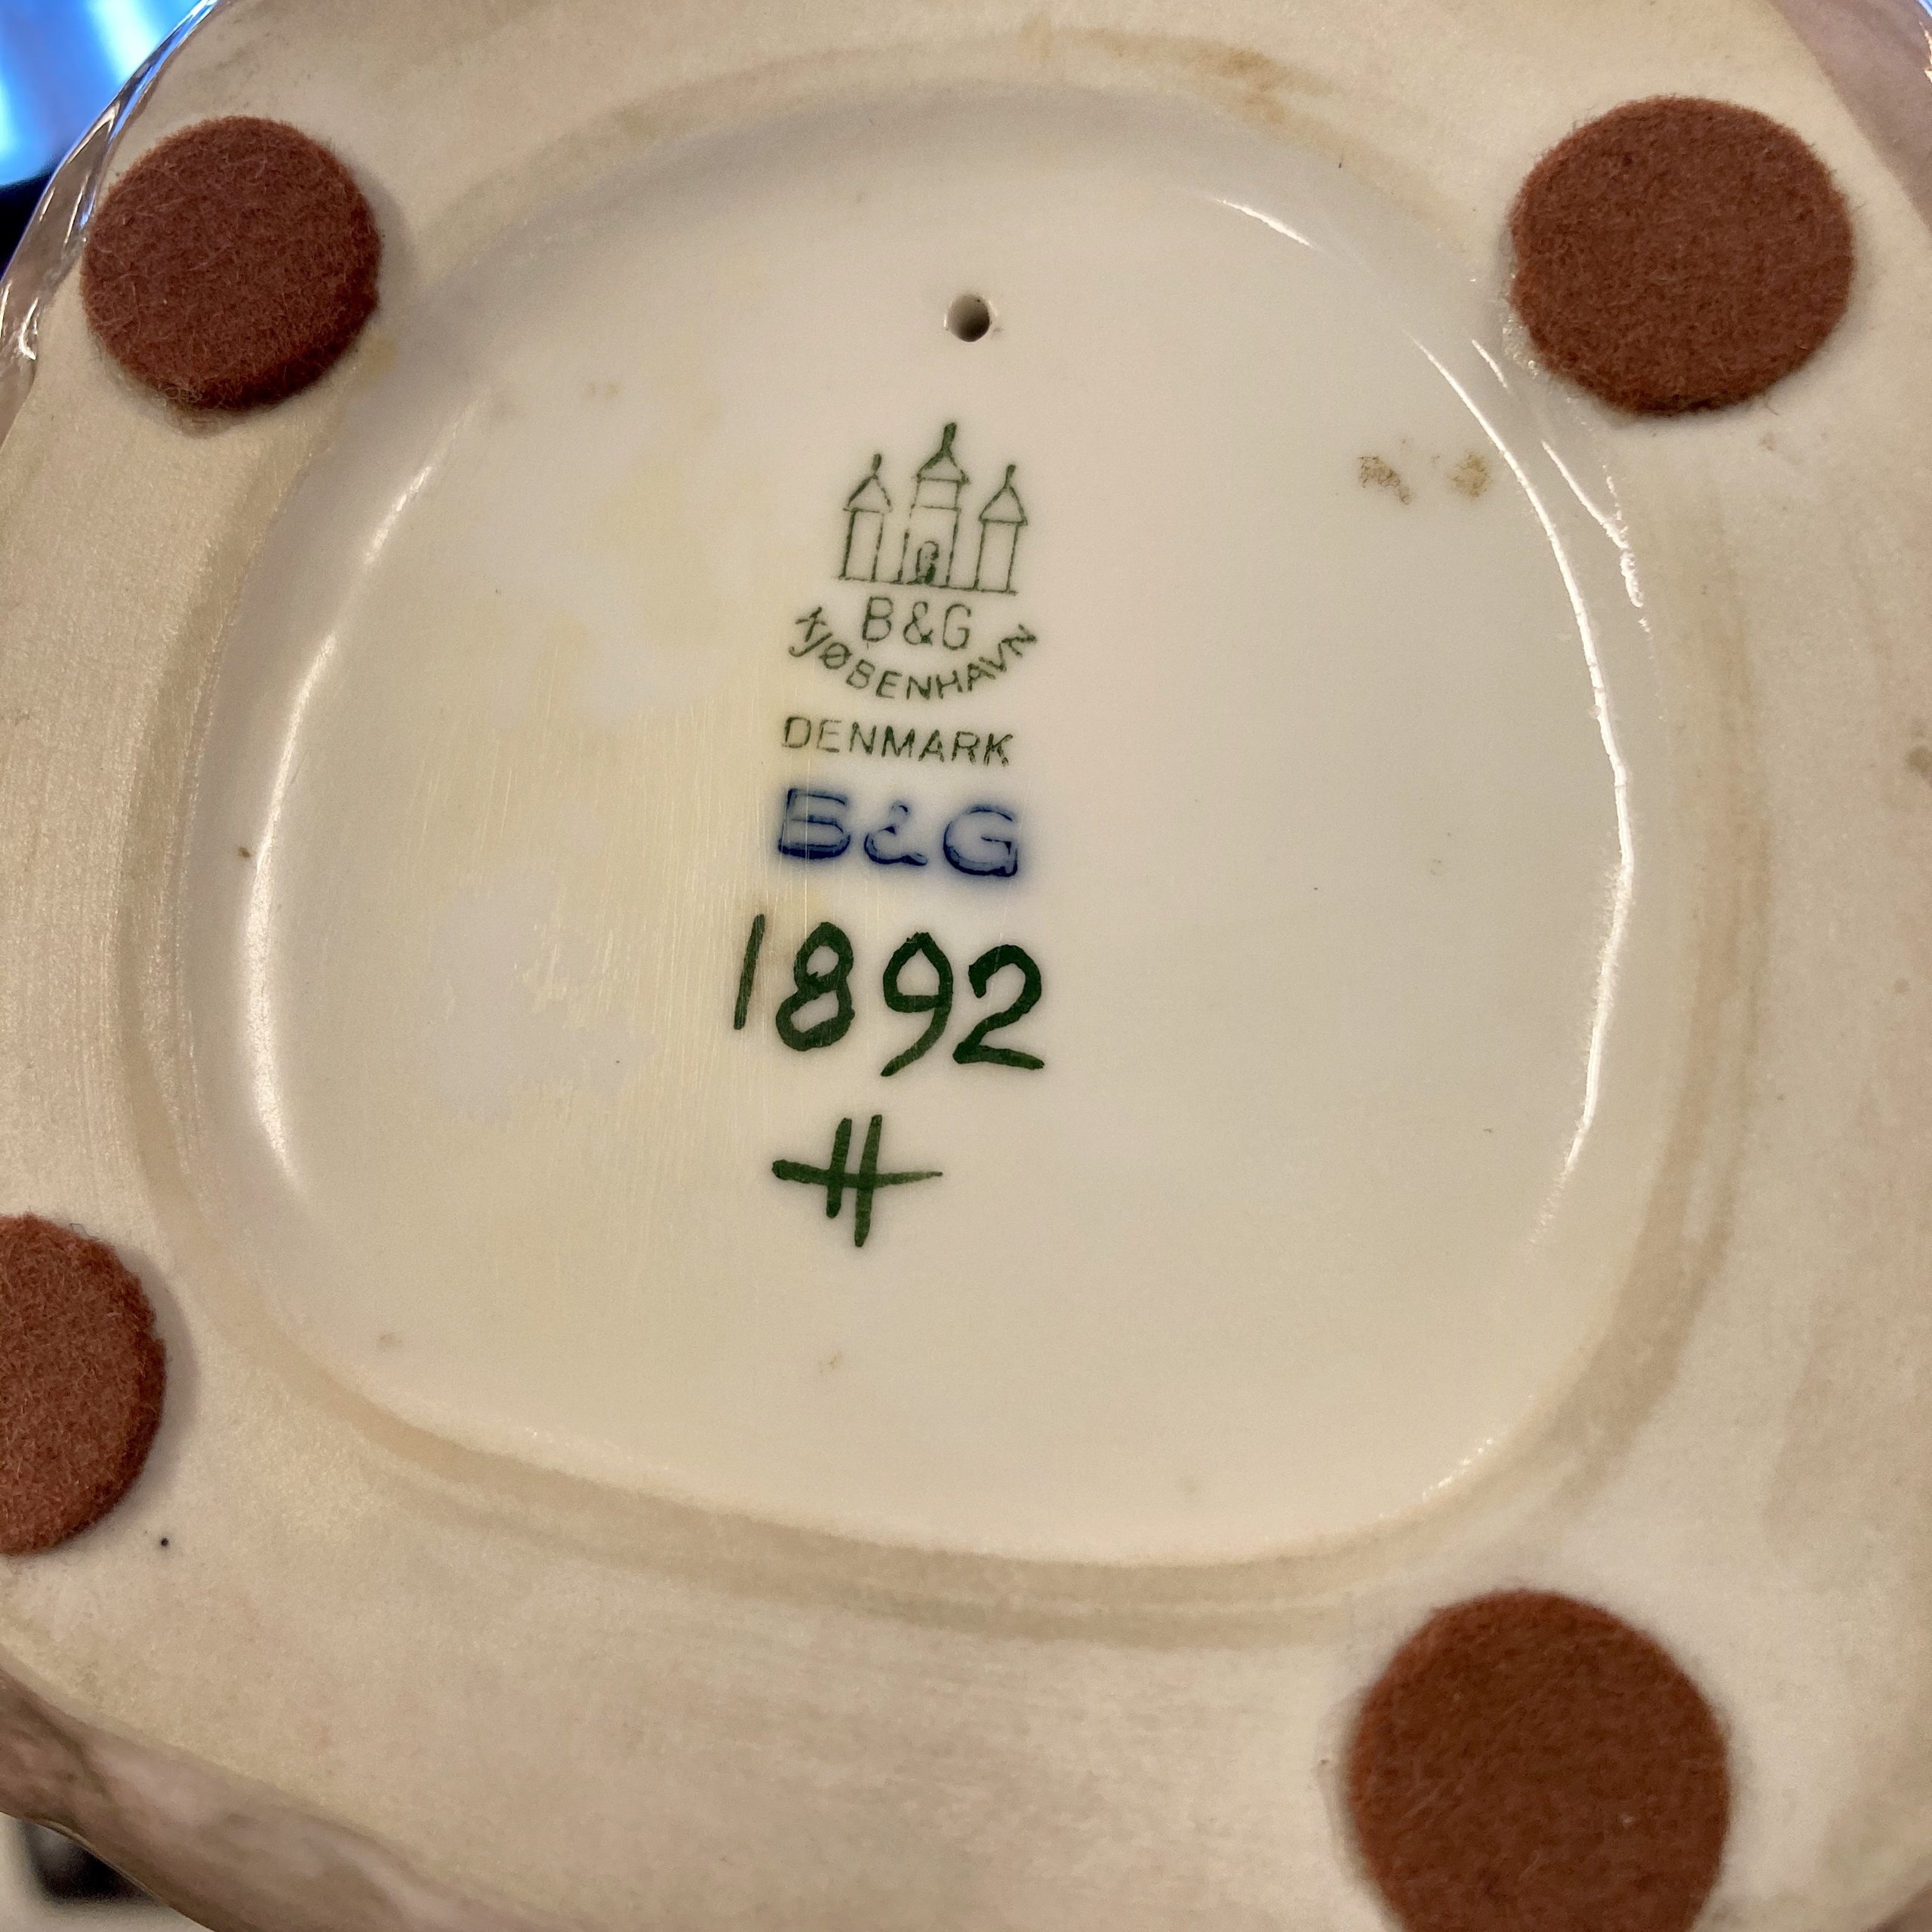 B&G
KJØBENHAVN
DENMARK
B&G
1892
H